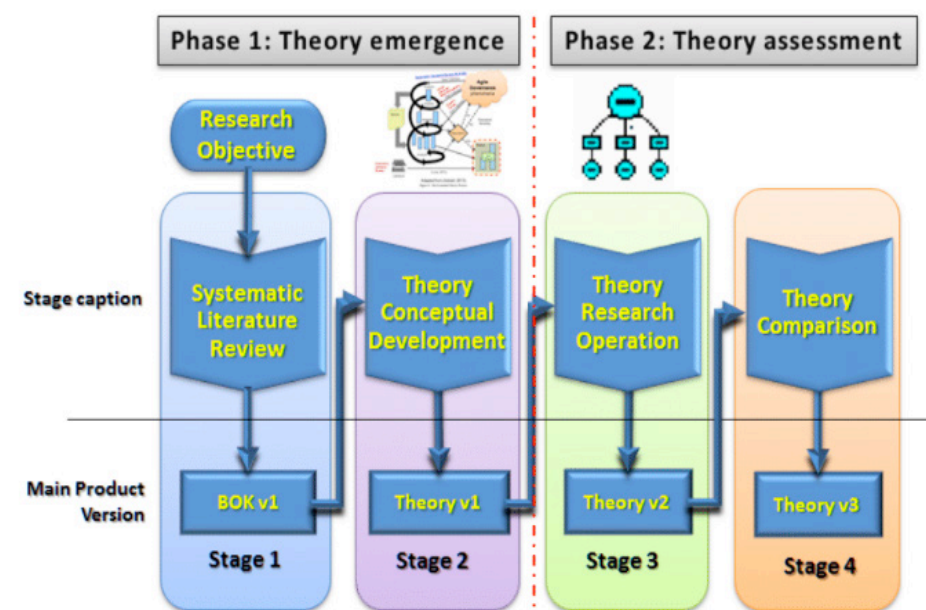 Phase 1: Theory emergence
Phase 2: Theory assessment
Research
Objective
Stage caption
Systematic
Literature
Review
Theory
Conceptual
Development
Theory
Research
Operation
Theory
Comparison
Main Product
Version
BOK v1
Theory v1
Theory v2
Theory v3
Stage 1
Stage 2
Stage 3
Stage 4